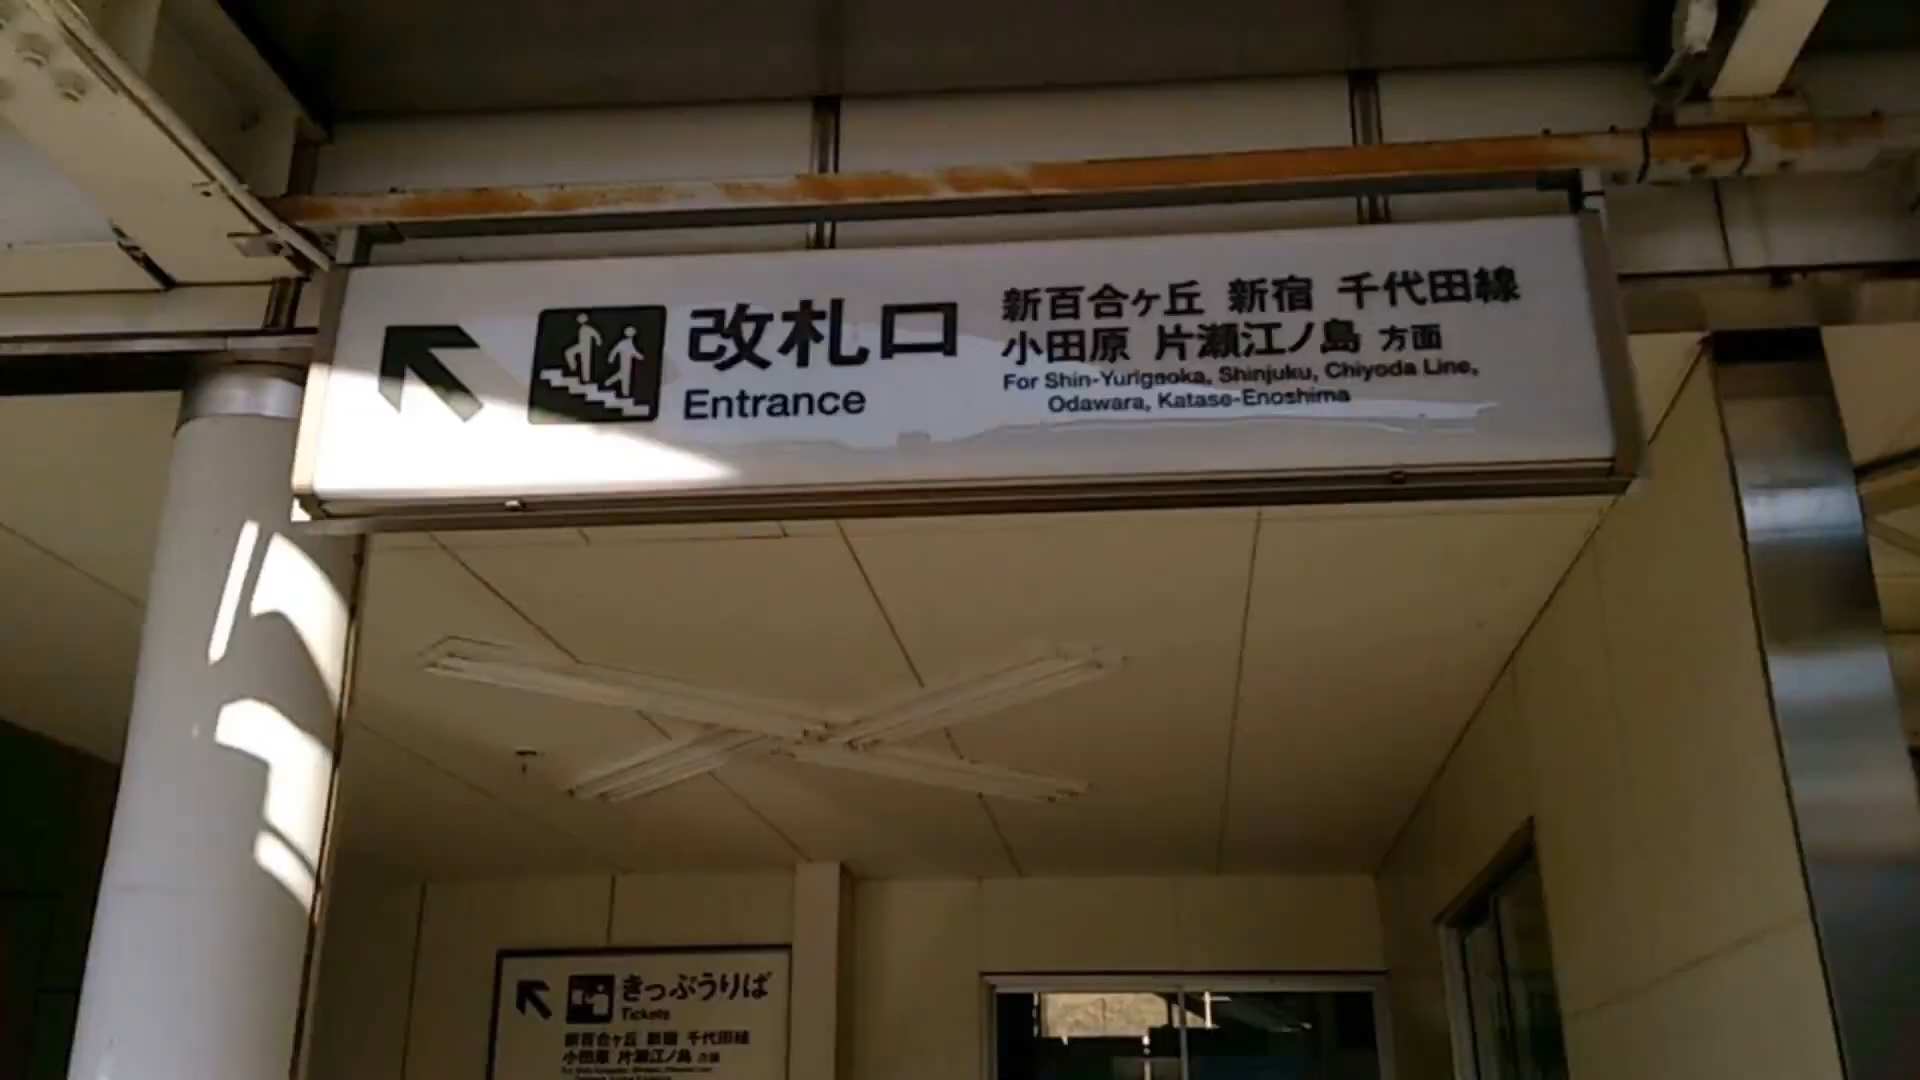 改札口
Entrance
新百合ヶ丘 新宿 千代田線
小田原 片瀬江ノ島 方面
For Shin-Yurigaoka, Shinjuku, Chiyoda Line,
Odawara, Katase-Enoshima
きっぷうりば
Tickets
新百合ヶ丘 新宿 千代田線
小田原 片瀬江ノ島 方面